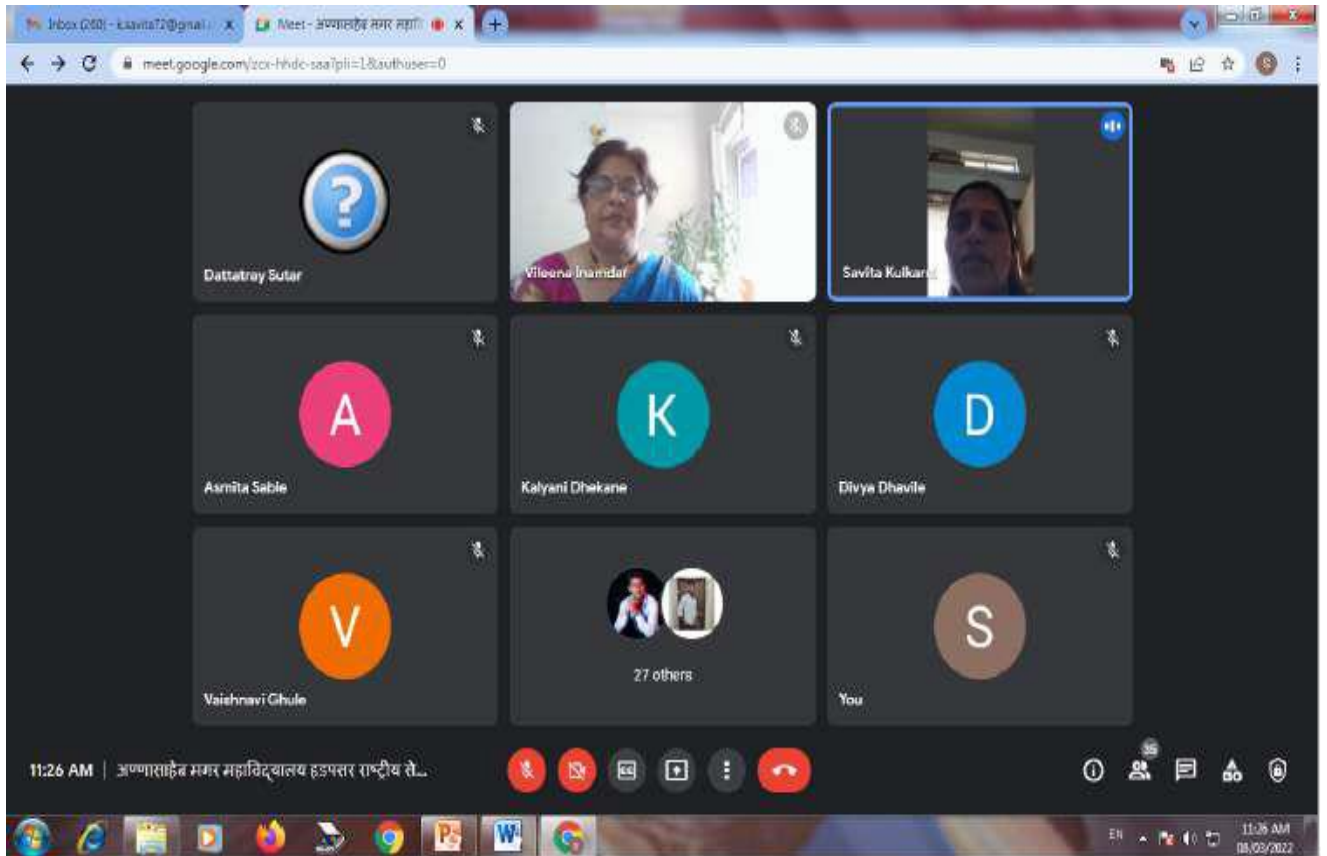 Inbox (260) - k.savita72@gmail.c
Meet - अण्णासाहेब मगर महावि
meet.google.com/zcx-hhdc-saa?pli=1&authuser=0
Dattatray Sutar
Vileena Inamdar
Savita Kulkarni
A
K
D
Asmita Sable
Kalyani Dhekane
Divya Dhavile
V
27 others
S
Vaishnavi Ghule
You
11:26 AM | अण्णासाहेब मगर महाविद्यालय हडपसर राष्ट्रीय से...
35
EN
11:26 AM
08/03/2022